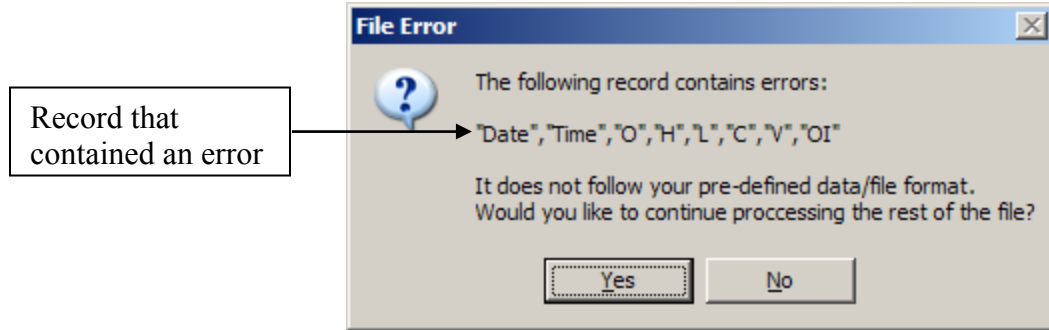 File Error
The following record contains errors:
Record that
contained an error
"Date","Time","O","H","L","C","V","OI"
It does not follow your pre-defined data/file format.
Would you like to continue proccessing the rest of the file?
Yes
No